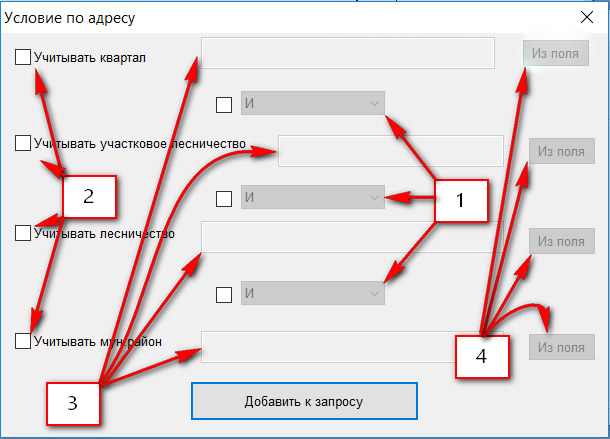 Условие по адресу
Учитывать квартал
Из поля
И
Учитывать участковое лесничество
Из поля
2
И
1
Учитывать лесничество
Из поля
И
Учитывать мун.район
Из поля
4
3
Добавить к запросу